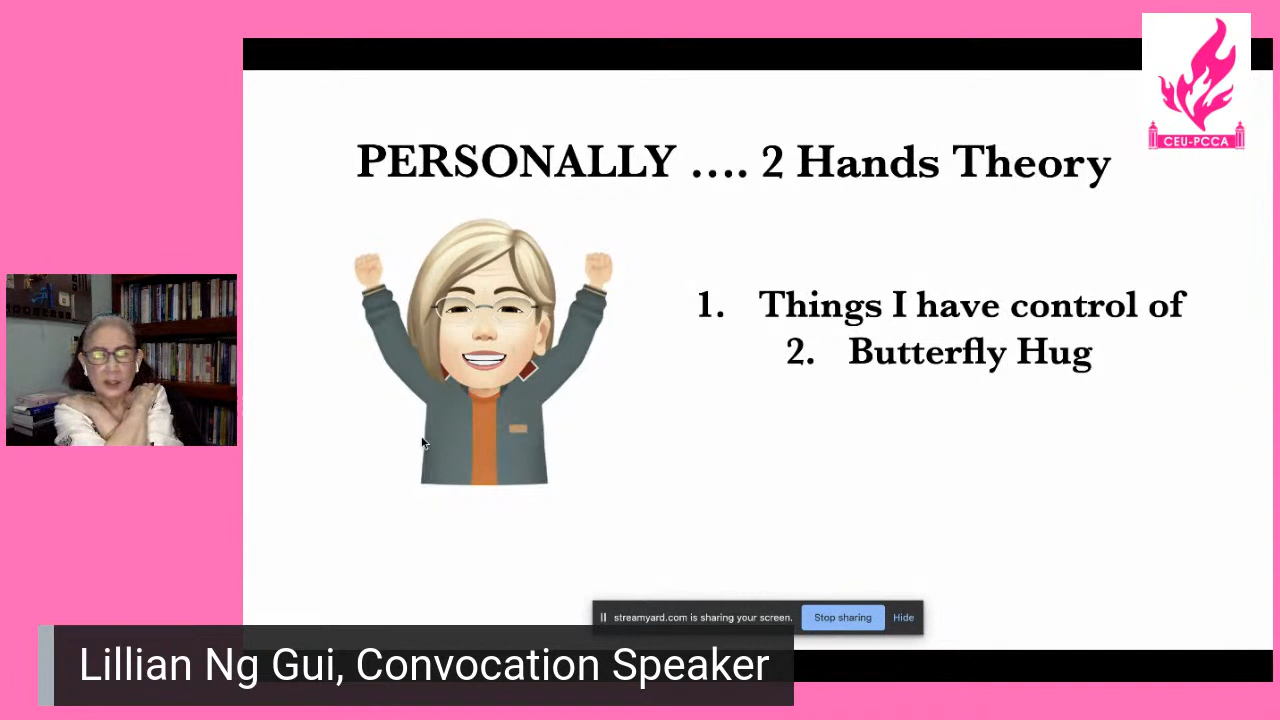 CEU-PCCA
PERSONALLY .... 2 Hands Theory
1. Things I have control of
2. Butterfly Hug
streamyard.com is sharing your screen. Stop sharing Hide
Lillian Ng Gui, Convocation Speaker